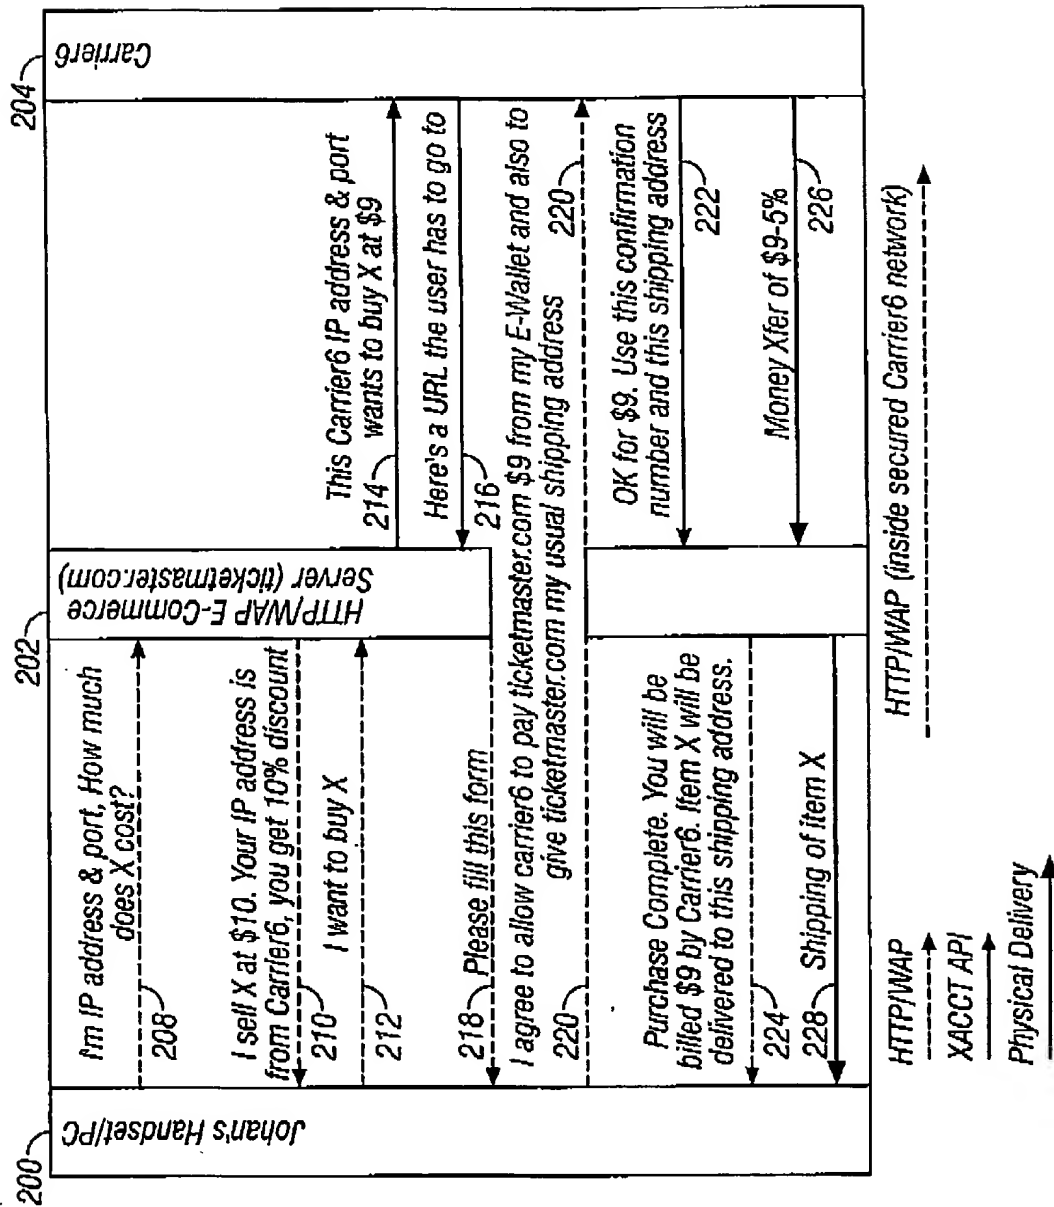 200
Johan's Handset/PC
202
HTTP/WAP E-Commerce
Server (ticketmaster.com)
204
Carrier6
I'm IP address & port, How much
does X cost?
208
I sell X at $10. Your IP address is
from Carrier6, you get 10% discount
210
I want to buy X
212
This Carrier6 IP address & port
wants to buy X at $9
214
Here's a URL the user has to go to
216
Please fill this form
218
I agree to allow carrier6 to pay ticketmaster.com $9 from my E-Wallet and also to
give ticketmaster.com my usual shipping address
220
220
OK for $9. Use this confirmation
number and this shipping address
222
Purchase Complete. You will be
billed $9 by Carrier6. Item X will be
delivered to this shipping address.
224
Money Xfer of $9-5%
226
Shipping of item X
228
HTTP/WAP
XACCT API
Physical Delivery
HTTP/WAP (inside secured Carrier6 network)